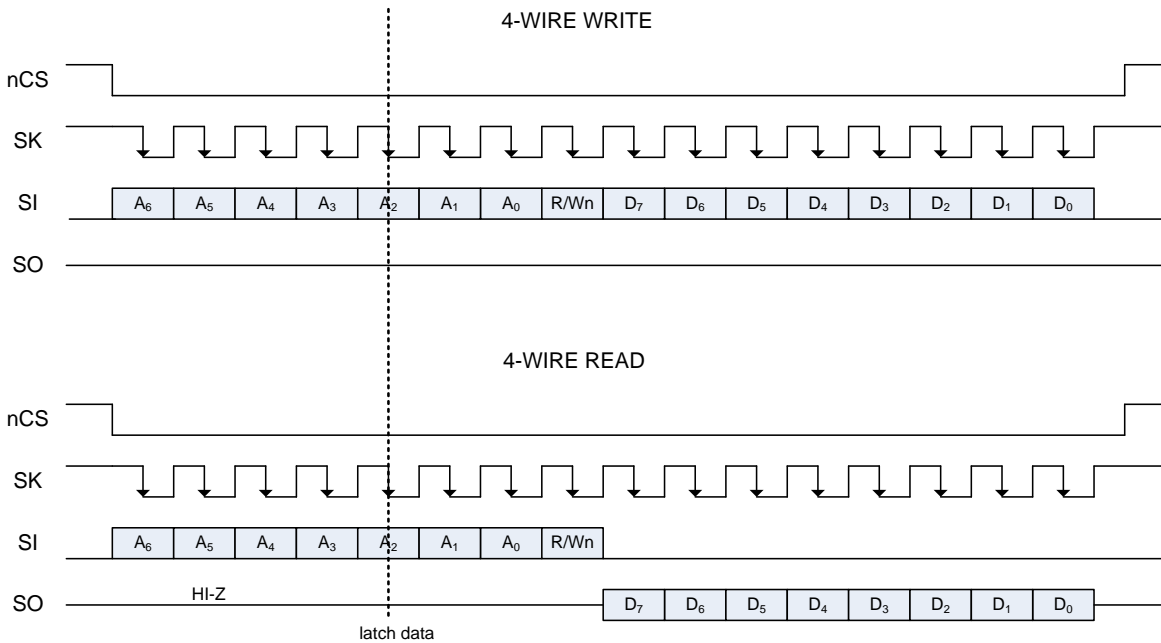 4-WIRE WRITE
nCS
SK
SI A₆ A₅ A₄ A₃ A₂ A₁ A₀ R/Wn D₇ D₆ D₅ D₄ D₃ D₂ D₁ D₀
SO
4-WIRE READ
nCS
SK
SI A₆ A₅ A₄ A₃ A₂ A₁ A₀ R/Wn
SO HI-Z D₇ D₆ D₅ D₄ D₃ D₂ D₁ D₀
latch data